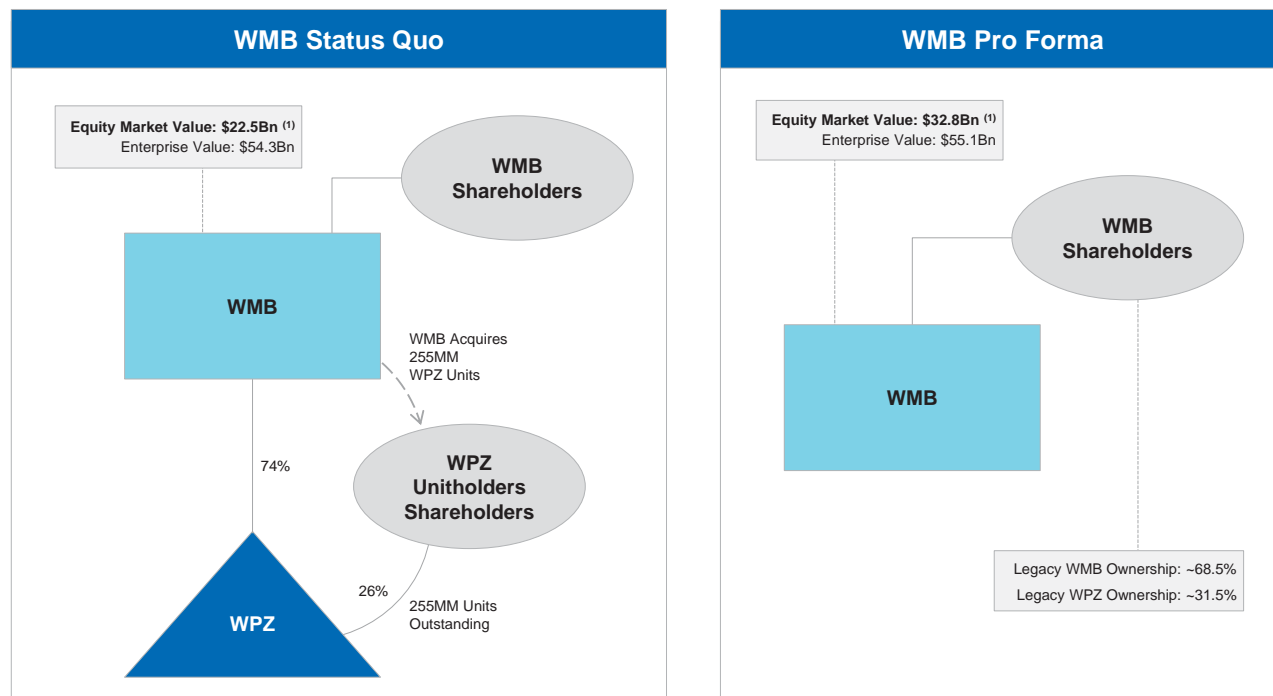 WMB Status Quo
Equity Market Value: $22.5Bn (1)
Enterprise Value: $54.3Bn
WMB
Shareholders
WMB
WMB Acquires
255MM
WPZ Units
74%
WPZ
Unitholders
Shareholders
26%
255MM Units
Outstanding
WPZ
WMB Pro Forma
Equity Market Value: $32.8Bn (1)
Enterprise Value: $55.1Bn
WMB
Shareholders
WMB
Legacy WMB Ownership: ~68.5%
Legacy WPZ Ownership: ~31.5%